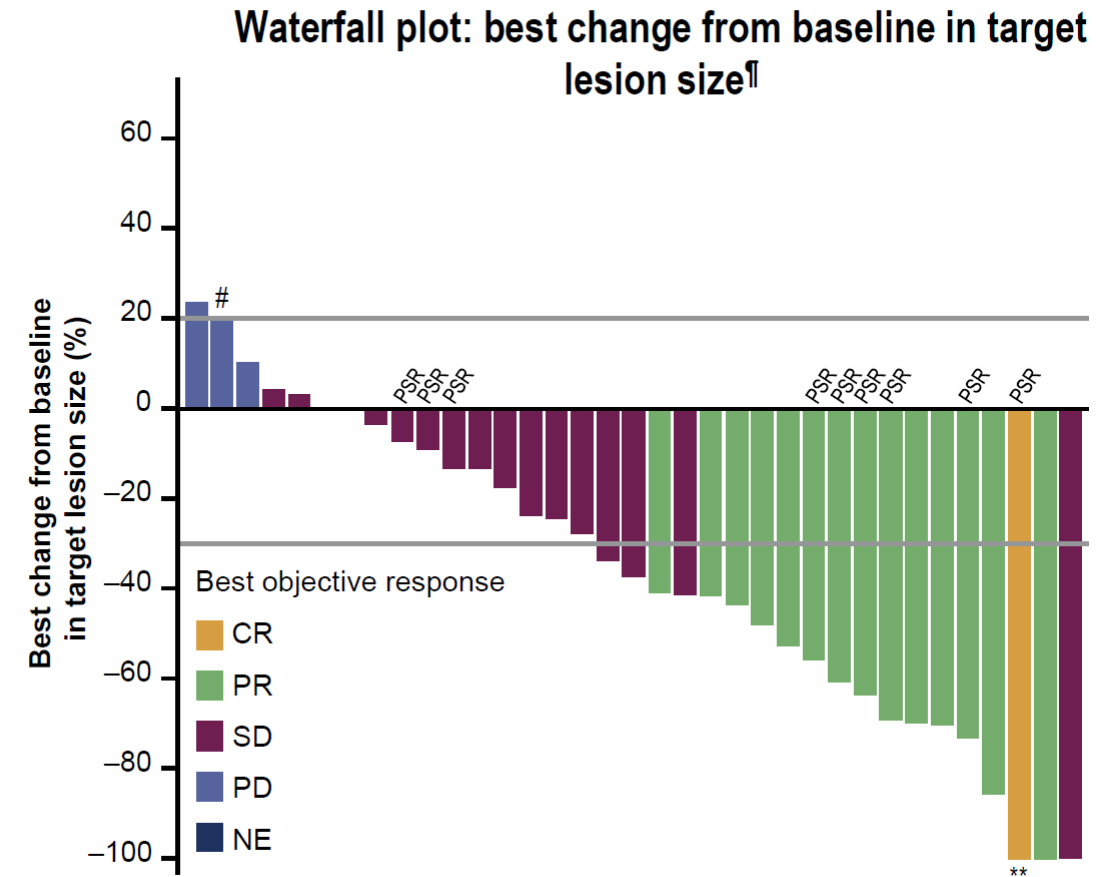 Waterfall plot: best change from baseline in target
lesion size¶
Best change from baseline
in target lesion size (%)
60
40
20
0
–20
–40
–60
–80
–100
#
PSR
PSR
PSR
PSR
PSR
PSR
PSR
PSR
PSR
Best objective response
CR
PR
SD
PD
NE
**